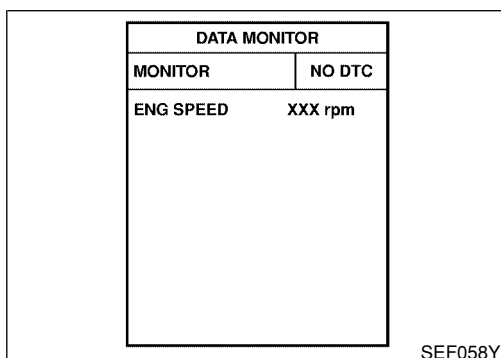 DATA MONITOR
MONITOR NO DTC
ENG SPEED XXX rpm
SEF058Y